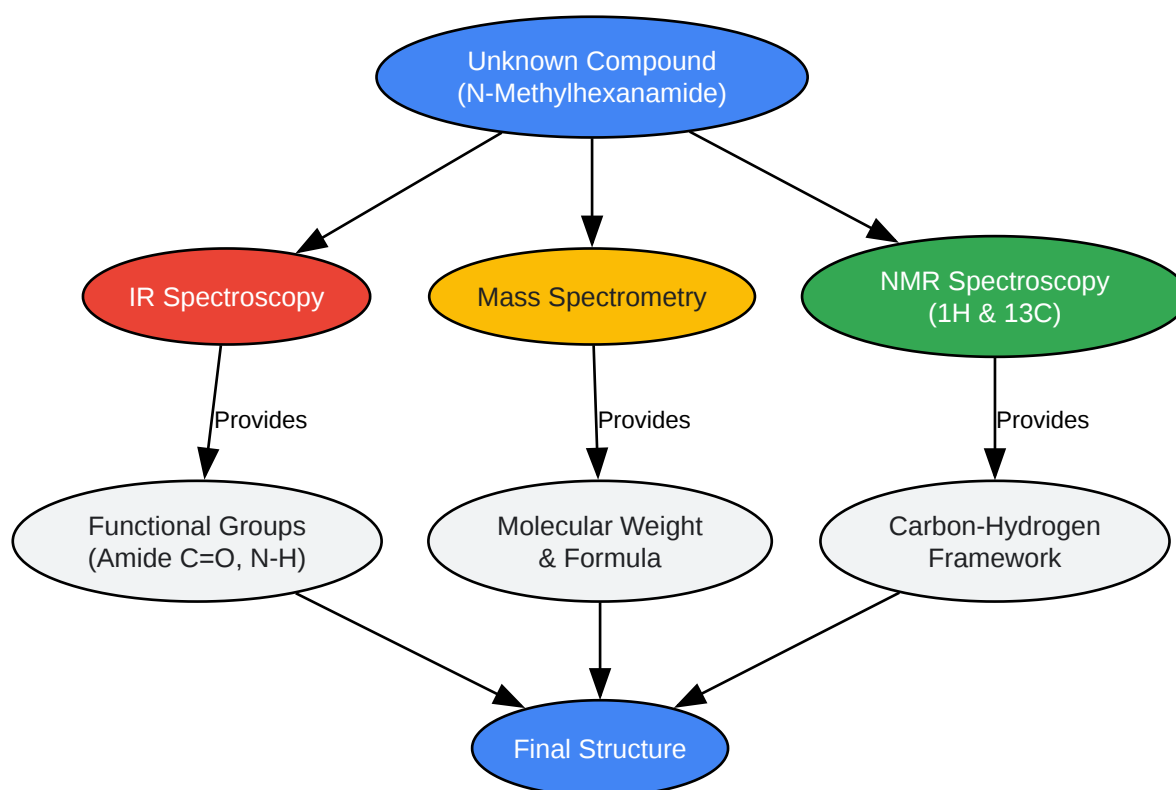 Unknown Compound
(N-Methylhexanamide)
IR Spectroscopy
Mass Spectrometry
NMR Spectroscopy
(1H & 13C)
Provides
Provides
Provides
Functional Groups
(Amide C=O, N-H)
Molecular Weight
& Formula
Carbon-Hydrogen
Framework
Final Structure